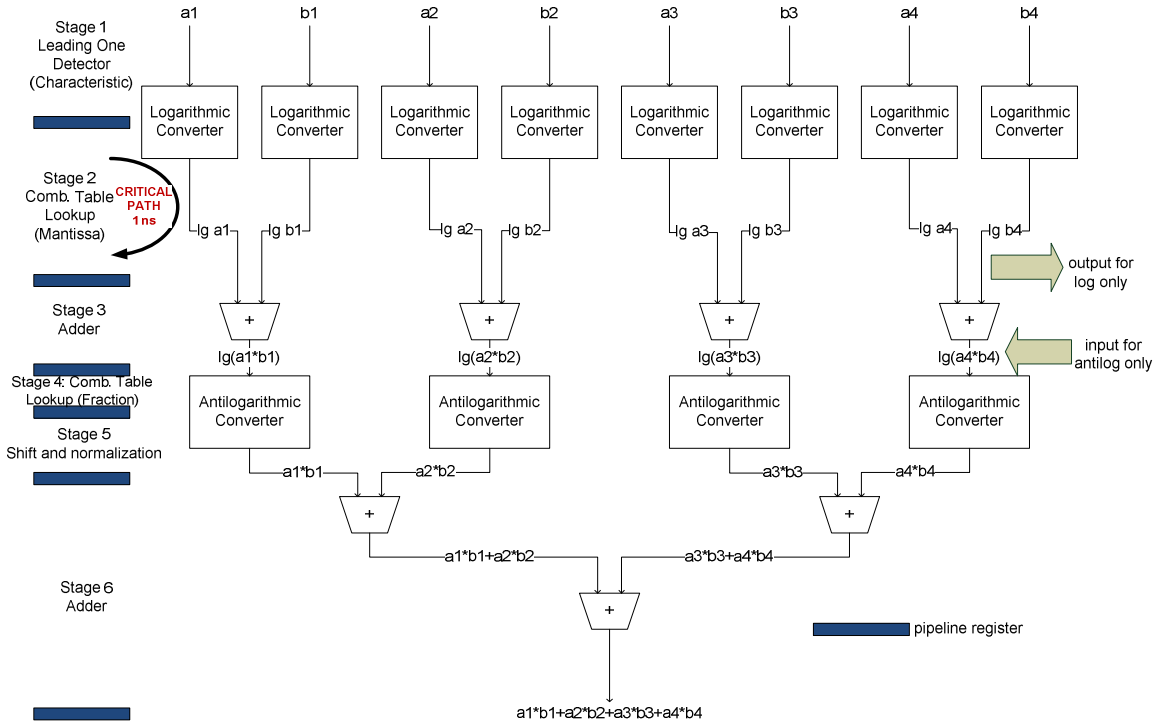 a1
b1
a2
b2
a3
b3
a4
b4
Stage 1
Leading One
Detector
(Characteristic)
Logarithmic
Converter
Logarithmic
Converter
Logarithmic
Converter
Logarithmic
Converter
Logarithmic
Converter
Logarithmic
Converter
Logarithmic
Converter
Logarithmic
Converter
Stage 2
Comb. Table
Lookup
(Mantissa)
CRITICAL
PATH
1 ns
lg a1
lg b1
lg a2
lg b2
lg a3
lg b3
lg a4
lg b4
output for
log only
Stage 3
Adder
+
+
+
+
lg(a1*b1)
lg(a2*b2)
lg(a3*b3)
lg(a4*b4)
input for
antilog only
Stage 4: Comb. Table
Lookup (Fraction)
Antilogarithmic
Converter
Antilogarithmic
Converter
Antilogarithmic
Converter
Antilogarithmic
Converter
Stage 5
Shift and normalization
a1*b1
a2*b2
a3*b3
a4*b4
+
+
a1*b1+a2*b2
a3*b3+a4*b4
Stage 6
Adder
+
pipeline register
a1*b1+a2*b2+a3*b3+a4*b4